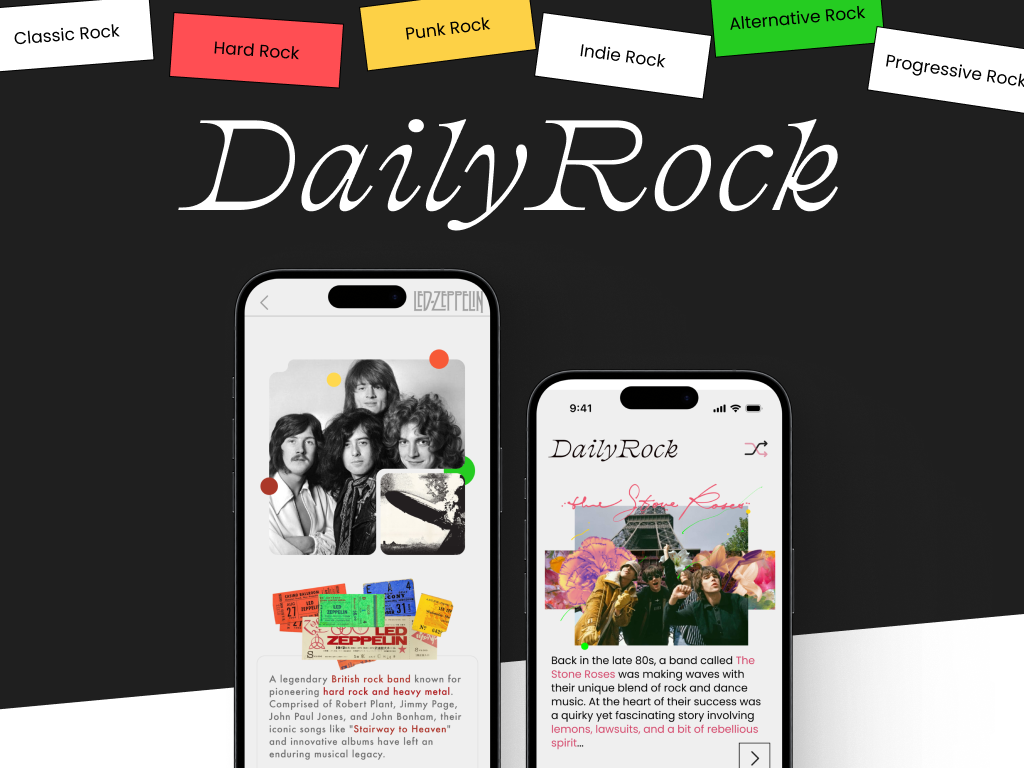 Classic Rock
Hard Rock
Punk Rock
Indie Rock
Alternative Rock
Progressive Rock
DailyRock
LED-ZEPPELIN
9:41
DailyRock
The Stone Roses
27
LED ZEPPELIN
4
31
LED
ZEPPELIN
A legendary British rock band known for
pioneering hard rock and heavy metal.
Comprised of Robert Plant, Jimmy Page,
John Paul Jones, and John Bonham, their
iconic songs like "Stairway to Heaven"
and innovative albums have left an
enduring musical legacy.
Back in the late 80s, a band called The
Stone Roses was making waves with
their unique blend of rock and dance
music. At the heart of their success was
a quirky yet fascinating story involving
lemons, lawsuits, and a bit of rebellious
spirit...